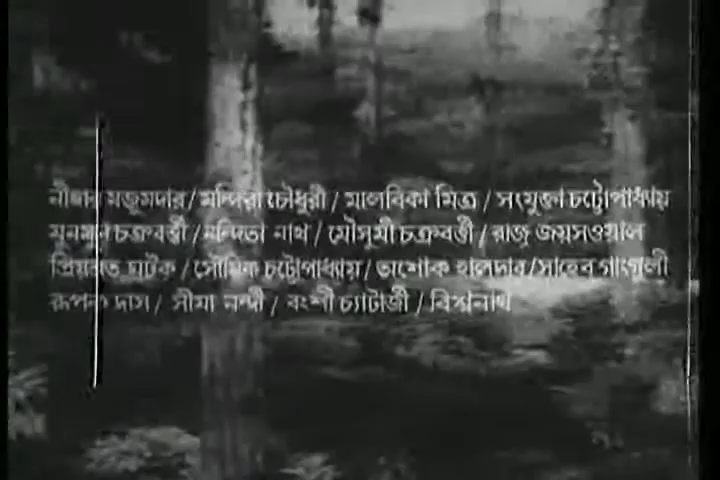 নীহার মজুমদার / মন্দিরা চৌধুরী / মালবিকা মিত্র / সংযুক্তা চট্টোপাধ্যায়
মুনমুন চক্রবর্ত্তী / নন্দিতা নাথ / মৌসুমী চক্রবর্ত্তী / রাজু জয়সওয়াল
প্রিয়ব্রত ঘটক / সৌমিক চট্টোপাধ্যায় / অশোক হালদার / সাহেব গাংগুলী
রূপক দাস / সীমা নন্দী / বংশী চ্যাটার্জী / বিশ্বনাথ